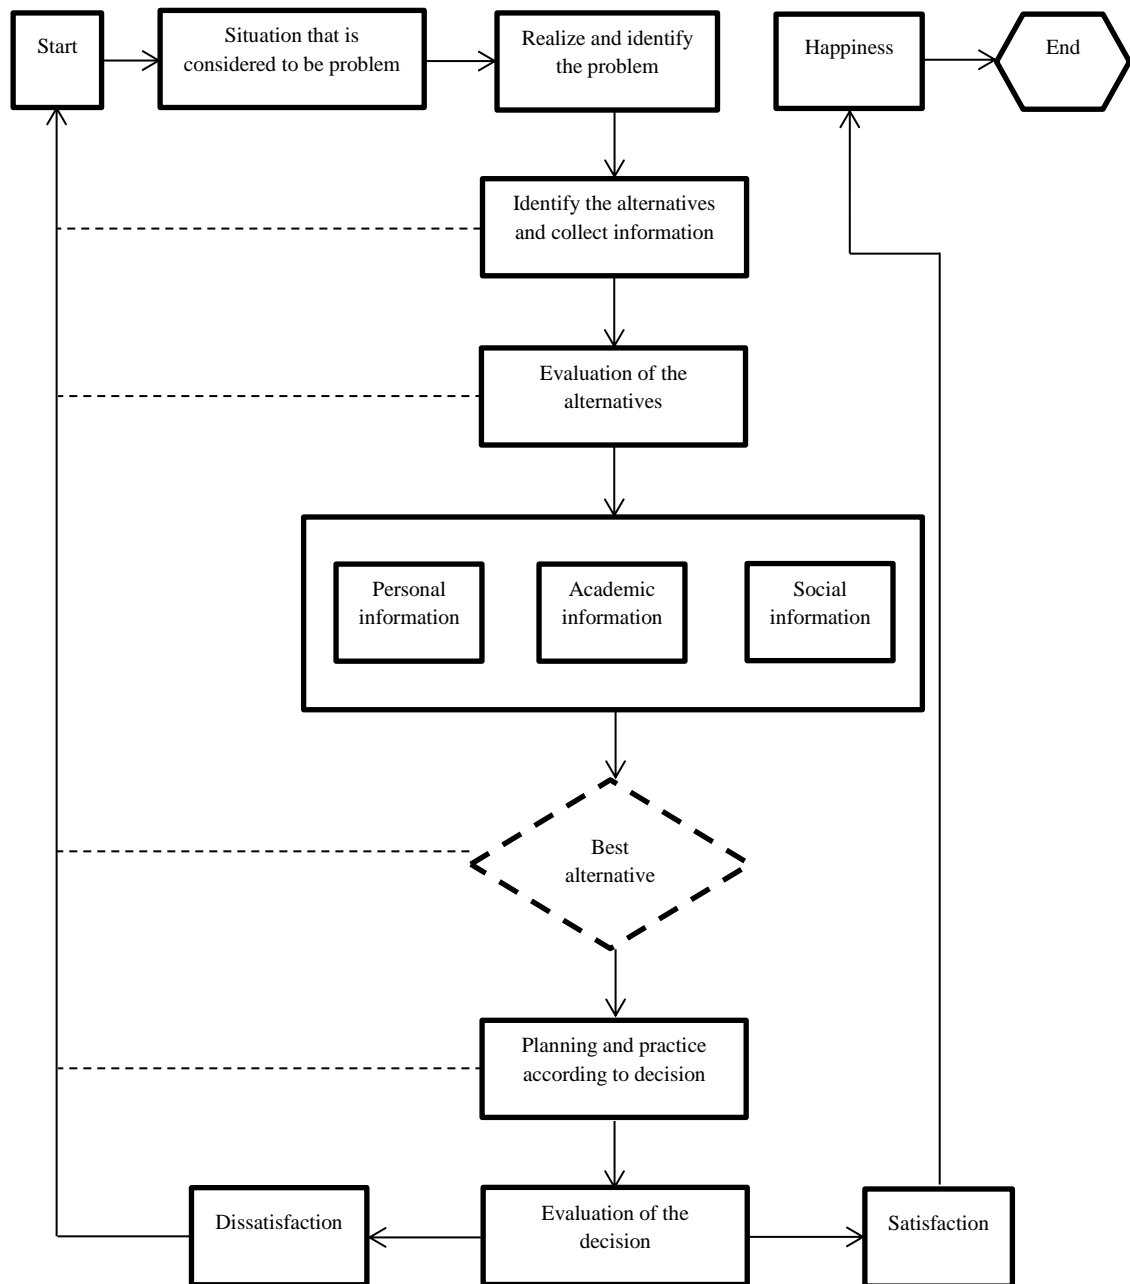 Start
Situation that is
considered to be problem
Realize and identify
the problem
Happiness
End
Identify the alternatives
and collect information
Evaluation of the
alternatives
Personal
information
Academic
information
Social
information
Best
alternative
Planning and practice
according to decision
Dissatisfaction
Evaluation of the
decision
Satisfaction